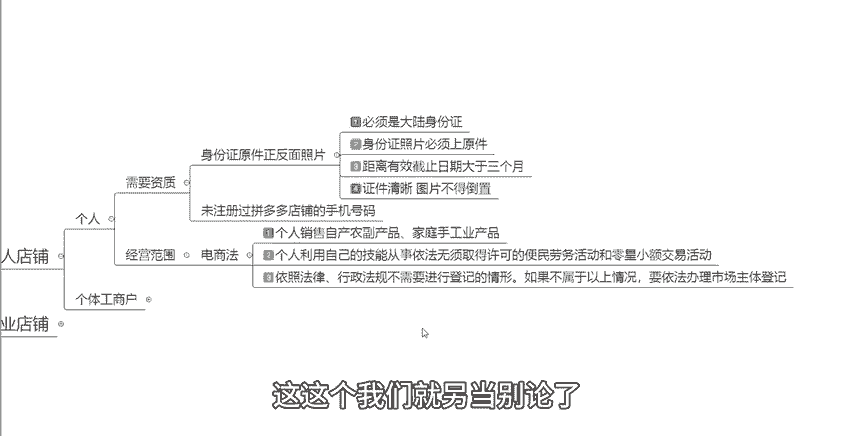 必须是大陆身份证
身份证照片必须上原件
身份证原件正反面照片
距离有效截止日期大于三个月
需要资质
证件清晰 图片不得倒置
个人
未注册过拼多多店铺的手机号码
个人销售自产农副产品、家庭手工业产品
人店铺
经营范围
电商法
个人利用自己的技能从事依法无须取得许可的便民劳务活动和零星小额交易活动
依照法律、行政法规不需要进行登记的情形。如果不属于以上情况，要依法办理市场主体登记
个体工商户
业店铺
这这个我们就另当别论了